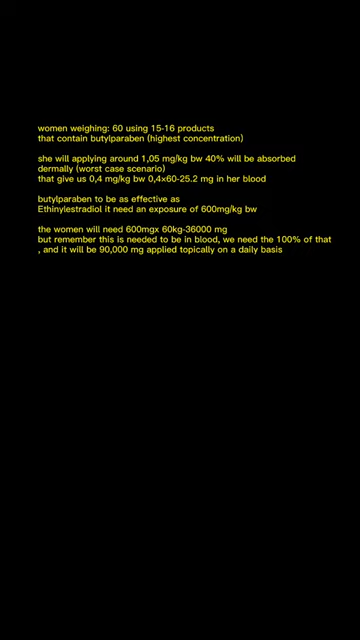 women weighing: 60 using 15-16 products
that contain butylparaben (highest concentration)
she will applying around 1,05 mg/kg bw 40% will be absorbed
dermally (worst case scenario)
that give us 0,4 mg/kg bw 0,4×60-25.2 mg in her blood
butylparaben to be as effective as
Ethinylestradiol it need an exposure of 600mg/kg bw
the women will need 600mgx 60kg-36000 mg
but remember this is needed to be in blood, we need the 100% of that
, and it will be 90,000 mg applied topically on a daily basis